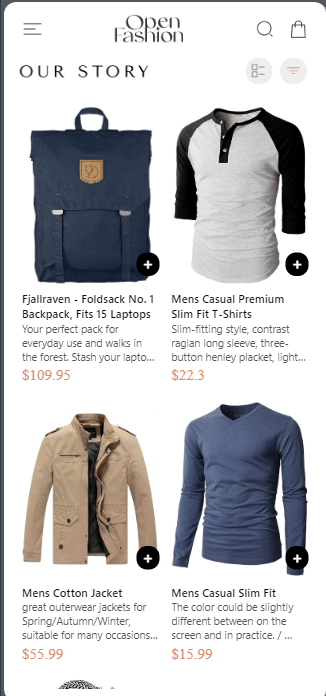 Open
Fashion
OUR STORY
Fjallraven - Foldsack No. 1
Backpack, Fits 15 Laptops
Your perfect pack for
everyday use and walks in
the forest. Stash your lapto...
$109.95
Mens Casual Premium
Slim Fit T-Shirts
Slim-fitting style, contrast
raglan long sleeve, three-
button henley placket, light...
$22.3
Mens Cotton Jacket
great outerwear jackets for
Spring/Autumn/Winter,
suitable for many occasions...
$55.99
Mens Casual Slim Fit
The color could be slightly
different between on the
screen and in practice. / ...
$15.99